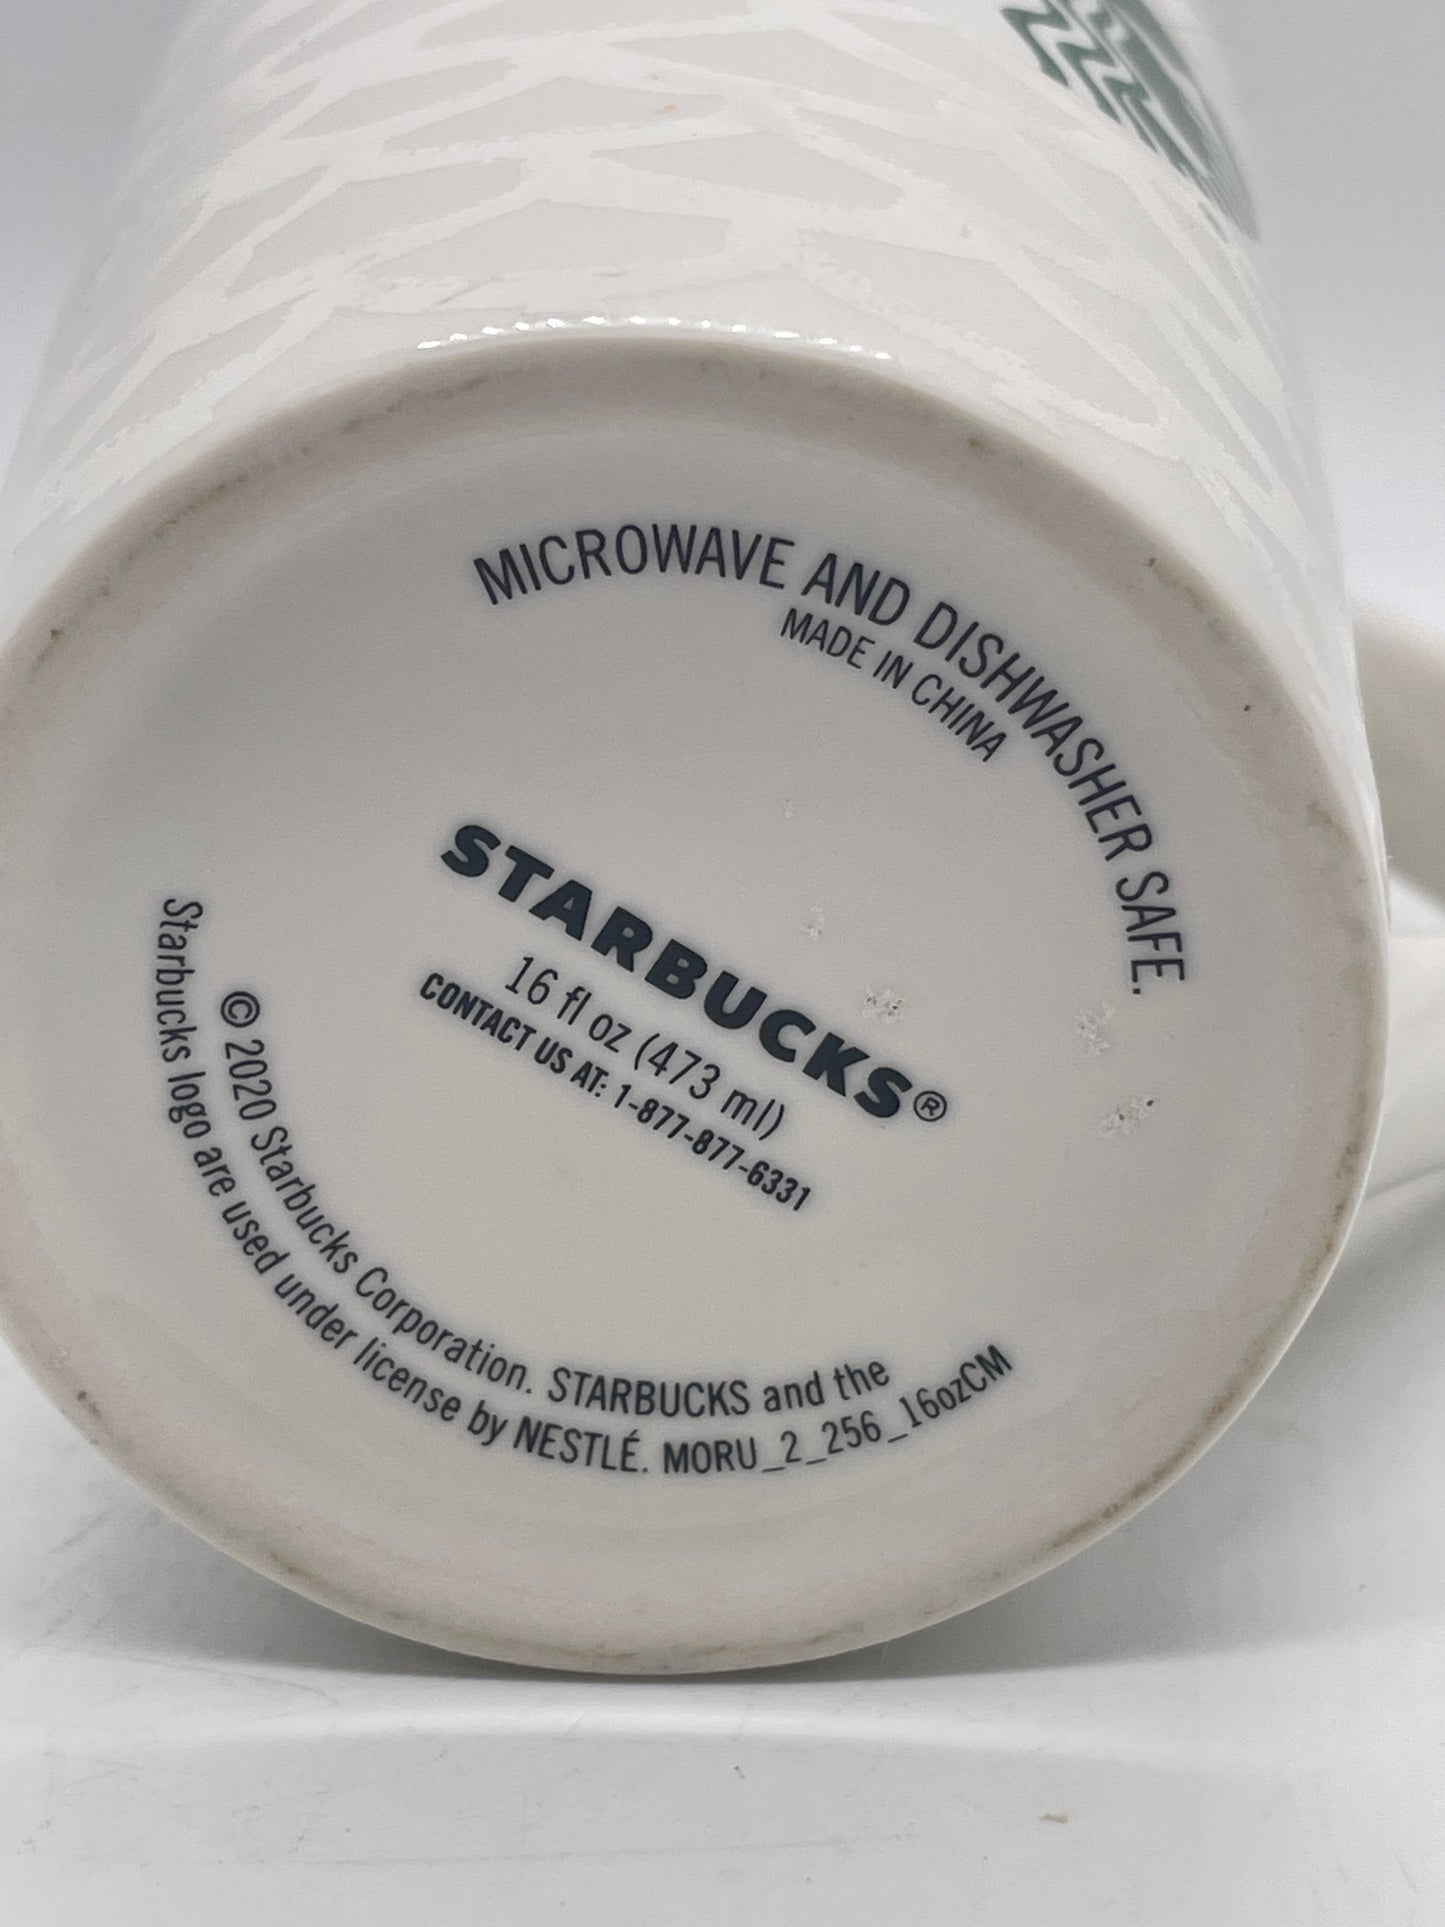 MICROWAVE AND DISHWASHER SAFE.
MADE IN CHINA
STARBUCKS®
16 fl oz (473 ml)
CONTACT US AT: 1-877-877-6331
© 2020 Starbucks Corporation. STARBUCKS and the
Starbucks logo are used under license by NESTLÉ. MORU_2_256_16ozCM